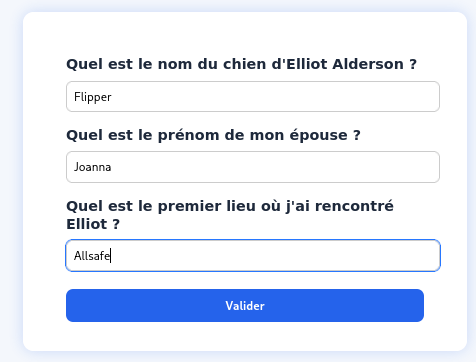 Quel est le nom du chien d'Elliot Alderson ?
Flipper
Quel est le prénom de mon épouse ?
Joanna
Quel est le premier lieu où j'ai rencontré
Elliot ?
Allsafe
Valider